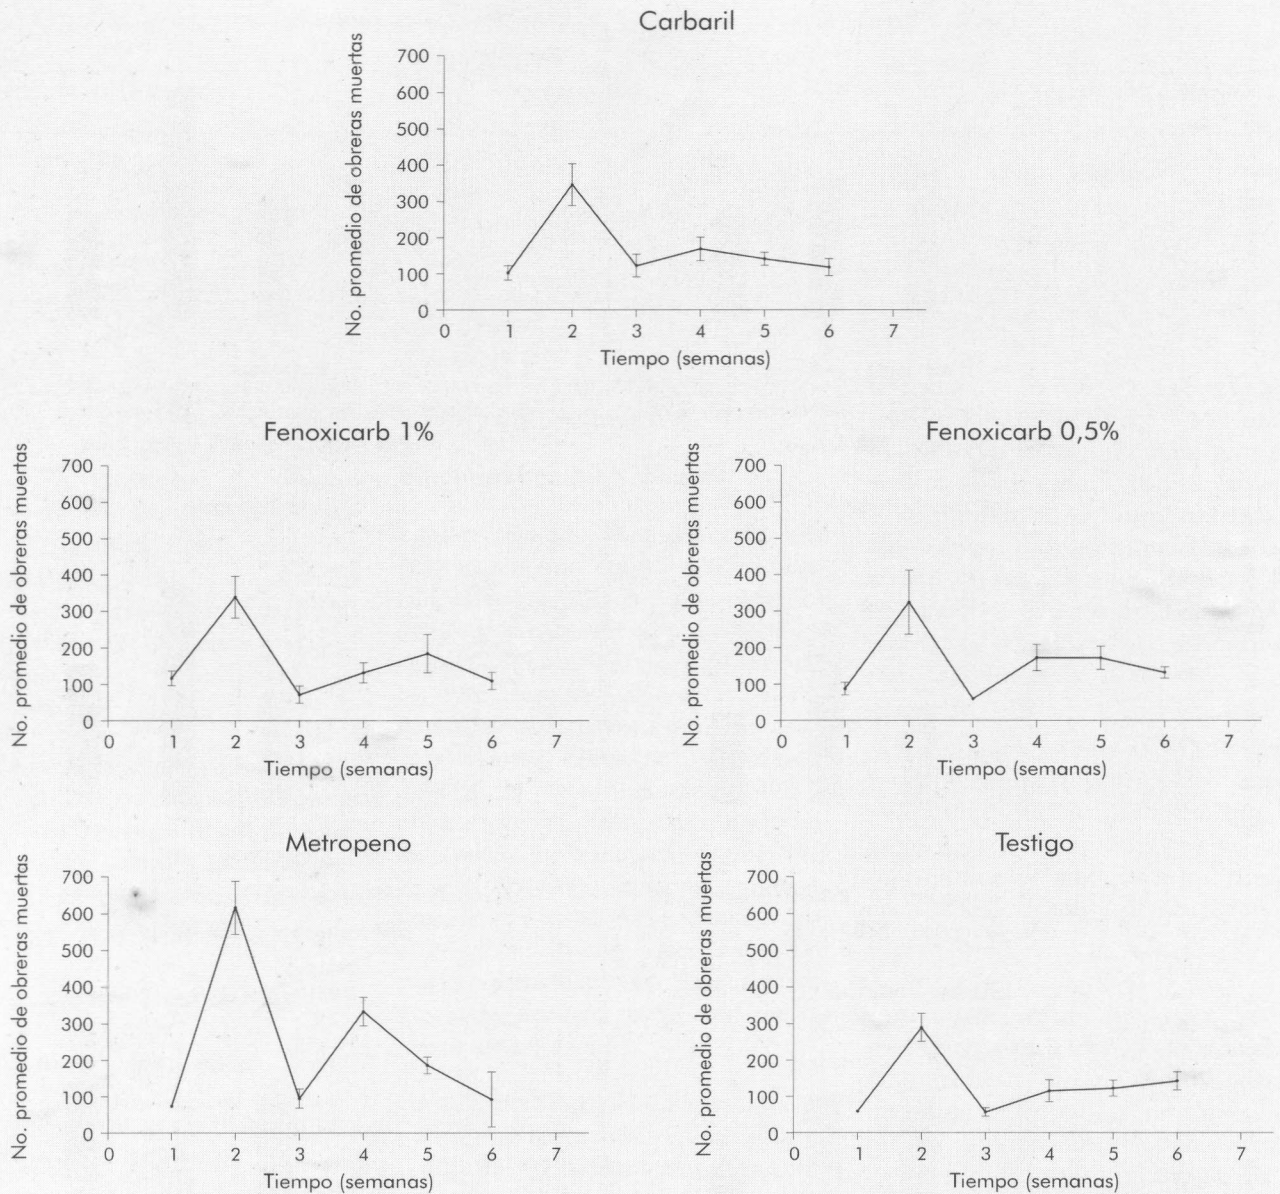 Carbaril
No. promedio de obreras muertas
700
600
500
400
300
200
100
0
0 1 2 3 4 5 6 7
Tiempo (semanas)
Fenoxicarb 1%
No. promedio de obreras muertas
700
600
500
400
300
200
100
0
0 1 2 3 4 5 6 7
Tiempo (semanas)
Fenoxicarb 0,5%
No. promedio de obreras muertas
700
600
500
400
300
200
100
0
0 1 2 3 4 5 6 7
Tiempo (semanas)
Metropeno
No. promedio de obreras muertas
700
600
500
400
300
200
100
0
0 1 2 3 4 5 6 7
Tiempo (semanas)
Testigo
No. promedio de obreras muertas
700
600
500
400
300
200
100
0
0 1 2 3 4 5 6 7
Tiempo (semanas)